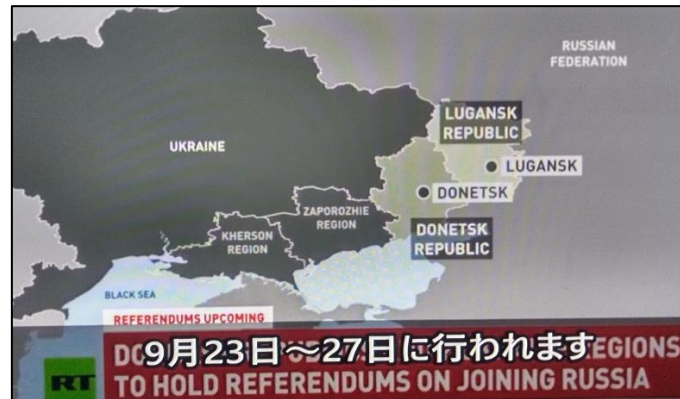 RUSSIAN
FEDERATION
LUGANSK
REPUBLIC
UKRAINE
LUGANSK
DONETSK
ZAPOROZHIE
REGION
KHERSON
REGION
DONETSK
REPUBLIC
BLACK SEA
REFERENDUMS UPCOMING
9月23日~27日に行われます
REGIONS
RT
TO HOLD REFERENDUMS ON JOINING RUSSIA